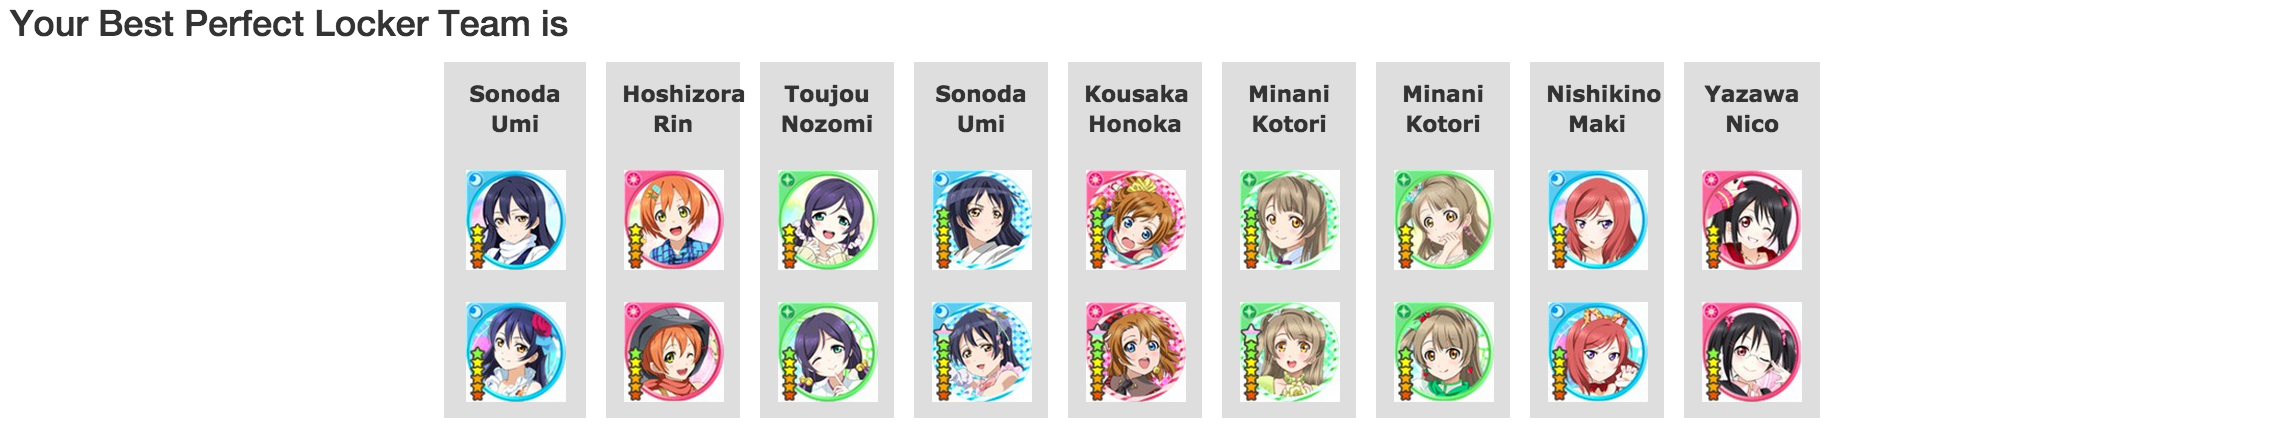 Your Best Perfect Locker Team is
Sonoda
Umi
Hoshizora
Rin
Toujou
Nozomi
Sonoda
Umi
Kousaka
Honoka
Minani
Kotori
Minani
Kotori
Nishikino
Maki
Yazawa
Nico